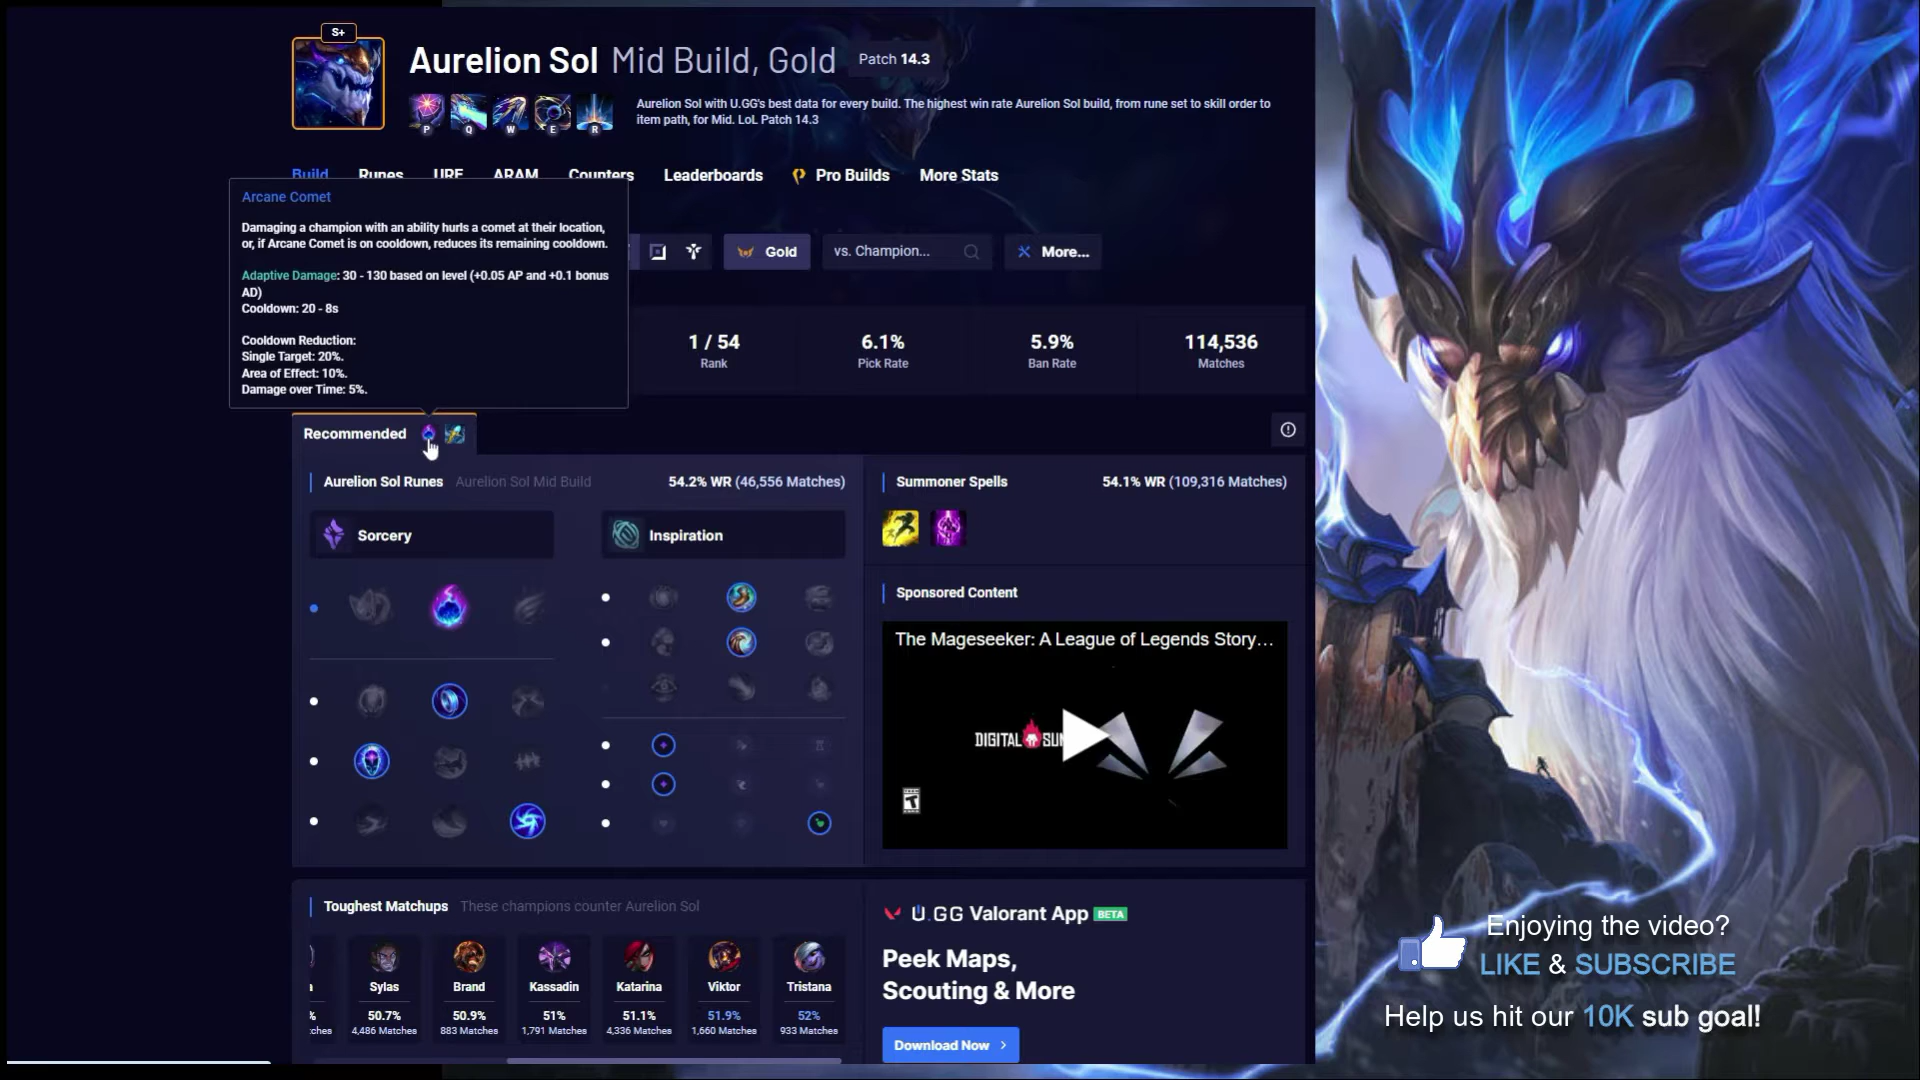 S+
Aurelion Sol Mid Build, Gold
Patch 14.3
P
Q
W
E
R
Aurelion Sol with U.GG's best data for every build. The highest win rate Aurelion Sol build, from rune set to skill order to
item path, for Mid. LoL Patch 14.3
Build
Runes
URF
ARAM
Counters
Leaderboards
Pro Builds
More Stats
Arcane Comet
Damaging a champion with an ability hurls a comet at their location,
or, if Arcane Comet is on cooldown, reduces its remaining cooldown.
Adaptive Damage: 30 - 130 based on level (+0.05 AP and +0.1 bonus
AD)
Cooldown: 20 - 8s
Cooldown Reduction:
Single Target: 20%.
Area of Effect: 10%.
Damage over Time: 5%.
Gold
vs. Champion...
More...
1 / 54
Rank
6.1%
Pick Rate
5.9%
Ban Rate
114,536
Matches
Recommended
Aurelion Sol Runes
Aurelion Sol Mid Build
54.2% WR (46,556 Matches)
Sorcery
Inspiration
Summoner Spells
54.1% WR (109,316 Matches)
Sponsored Content
The Mageseeker: A League of Legends Story...
DIGITAL SUN
T
Toughest Matchups
These champions counter Aurelion Sol
a
%
ches
Sylas
50.7%
4,486 Matches
Brand
50.9%
883 Matches
Kassadin
51%
1,791 Matches
Katarina
51.1%
4,336 Matches
Viktor
51.9%
1,660 Matches
Tristana
52%
933 Matches
U.GG Valorant App BETA
Peek Maps,
Scouting & More
Download Now
Enjoying the video?
LIKE & SUBSCRIBE
Help us hit our 10K sub goal!